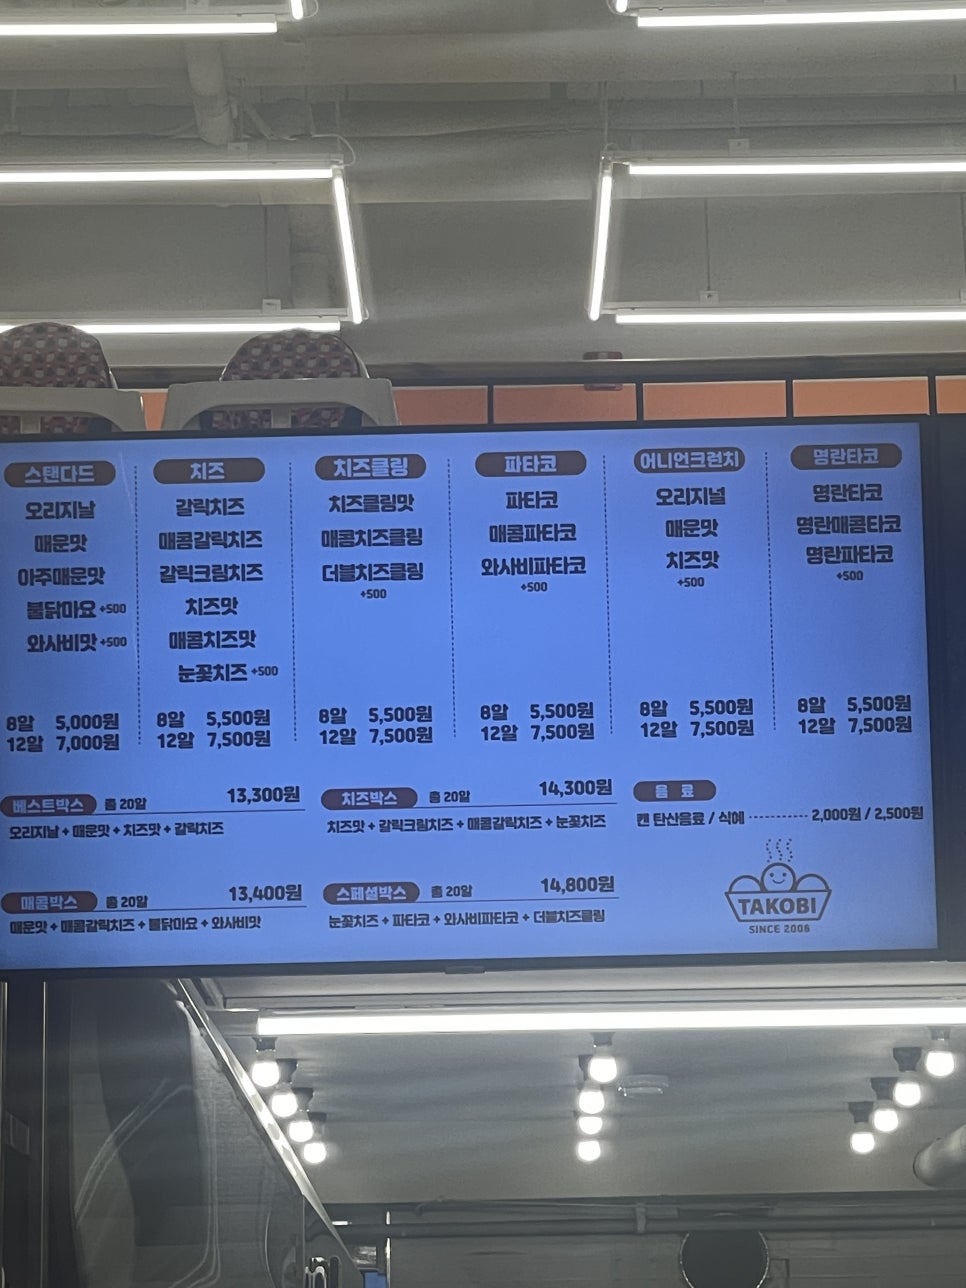 스탠다드
오리지날
매운맛
아주매운맛
불닭마요 +500
와사비맛 +500
8알 5,000원
12알 7,000원
치즈
갈릭치즈
매콤갈릭치즈
갈릭크림치즈
치즈맛
매콤치즈맛
눈꽃치즈 +500
8알 5,500원
12알 7,500원
치즈클링
치즈클링맛
매콤치즈클링
더블치즈클링
+500
8알 5,500원
12알 7,500원
파타코
파타코
매콤파타코
와사비파타코
+500
8알 5,500원
12알 7,500원
어니언크런치
오리지널
매운맛
치즈맛
+500
8알 5,500원
12알 7,500원
명란타코
명란타코
명란매콤타코
명란파타코
+500
8알 5,500원
12알 7,500원
베스트박스 총 20알 13,300원
오리지날 + 매운맛 + 치즈맛 + 갈릭치즈
치즈박스 총 20알 14,300원
치즈맛 + 갈릭크림치즈 + 매콤갈릭치즈 + 눈꽃치즈
음 료
캔 탄산음료 / 식혜 ---------- 2,000원 / 2,500원
매콤박스 총 20알 13,400원
매운맛 + 매콤갈릭치즈 + 불닭마요 + 와사비맛
스페셜박스 총 20알 14,800원
눈꽃치즈 + 파타코 + 와사비파타코 + 더블치즈클링
TAKOBI
SINCE 2006